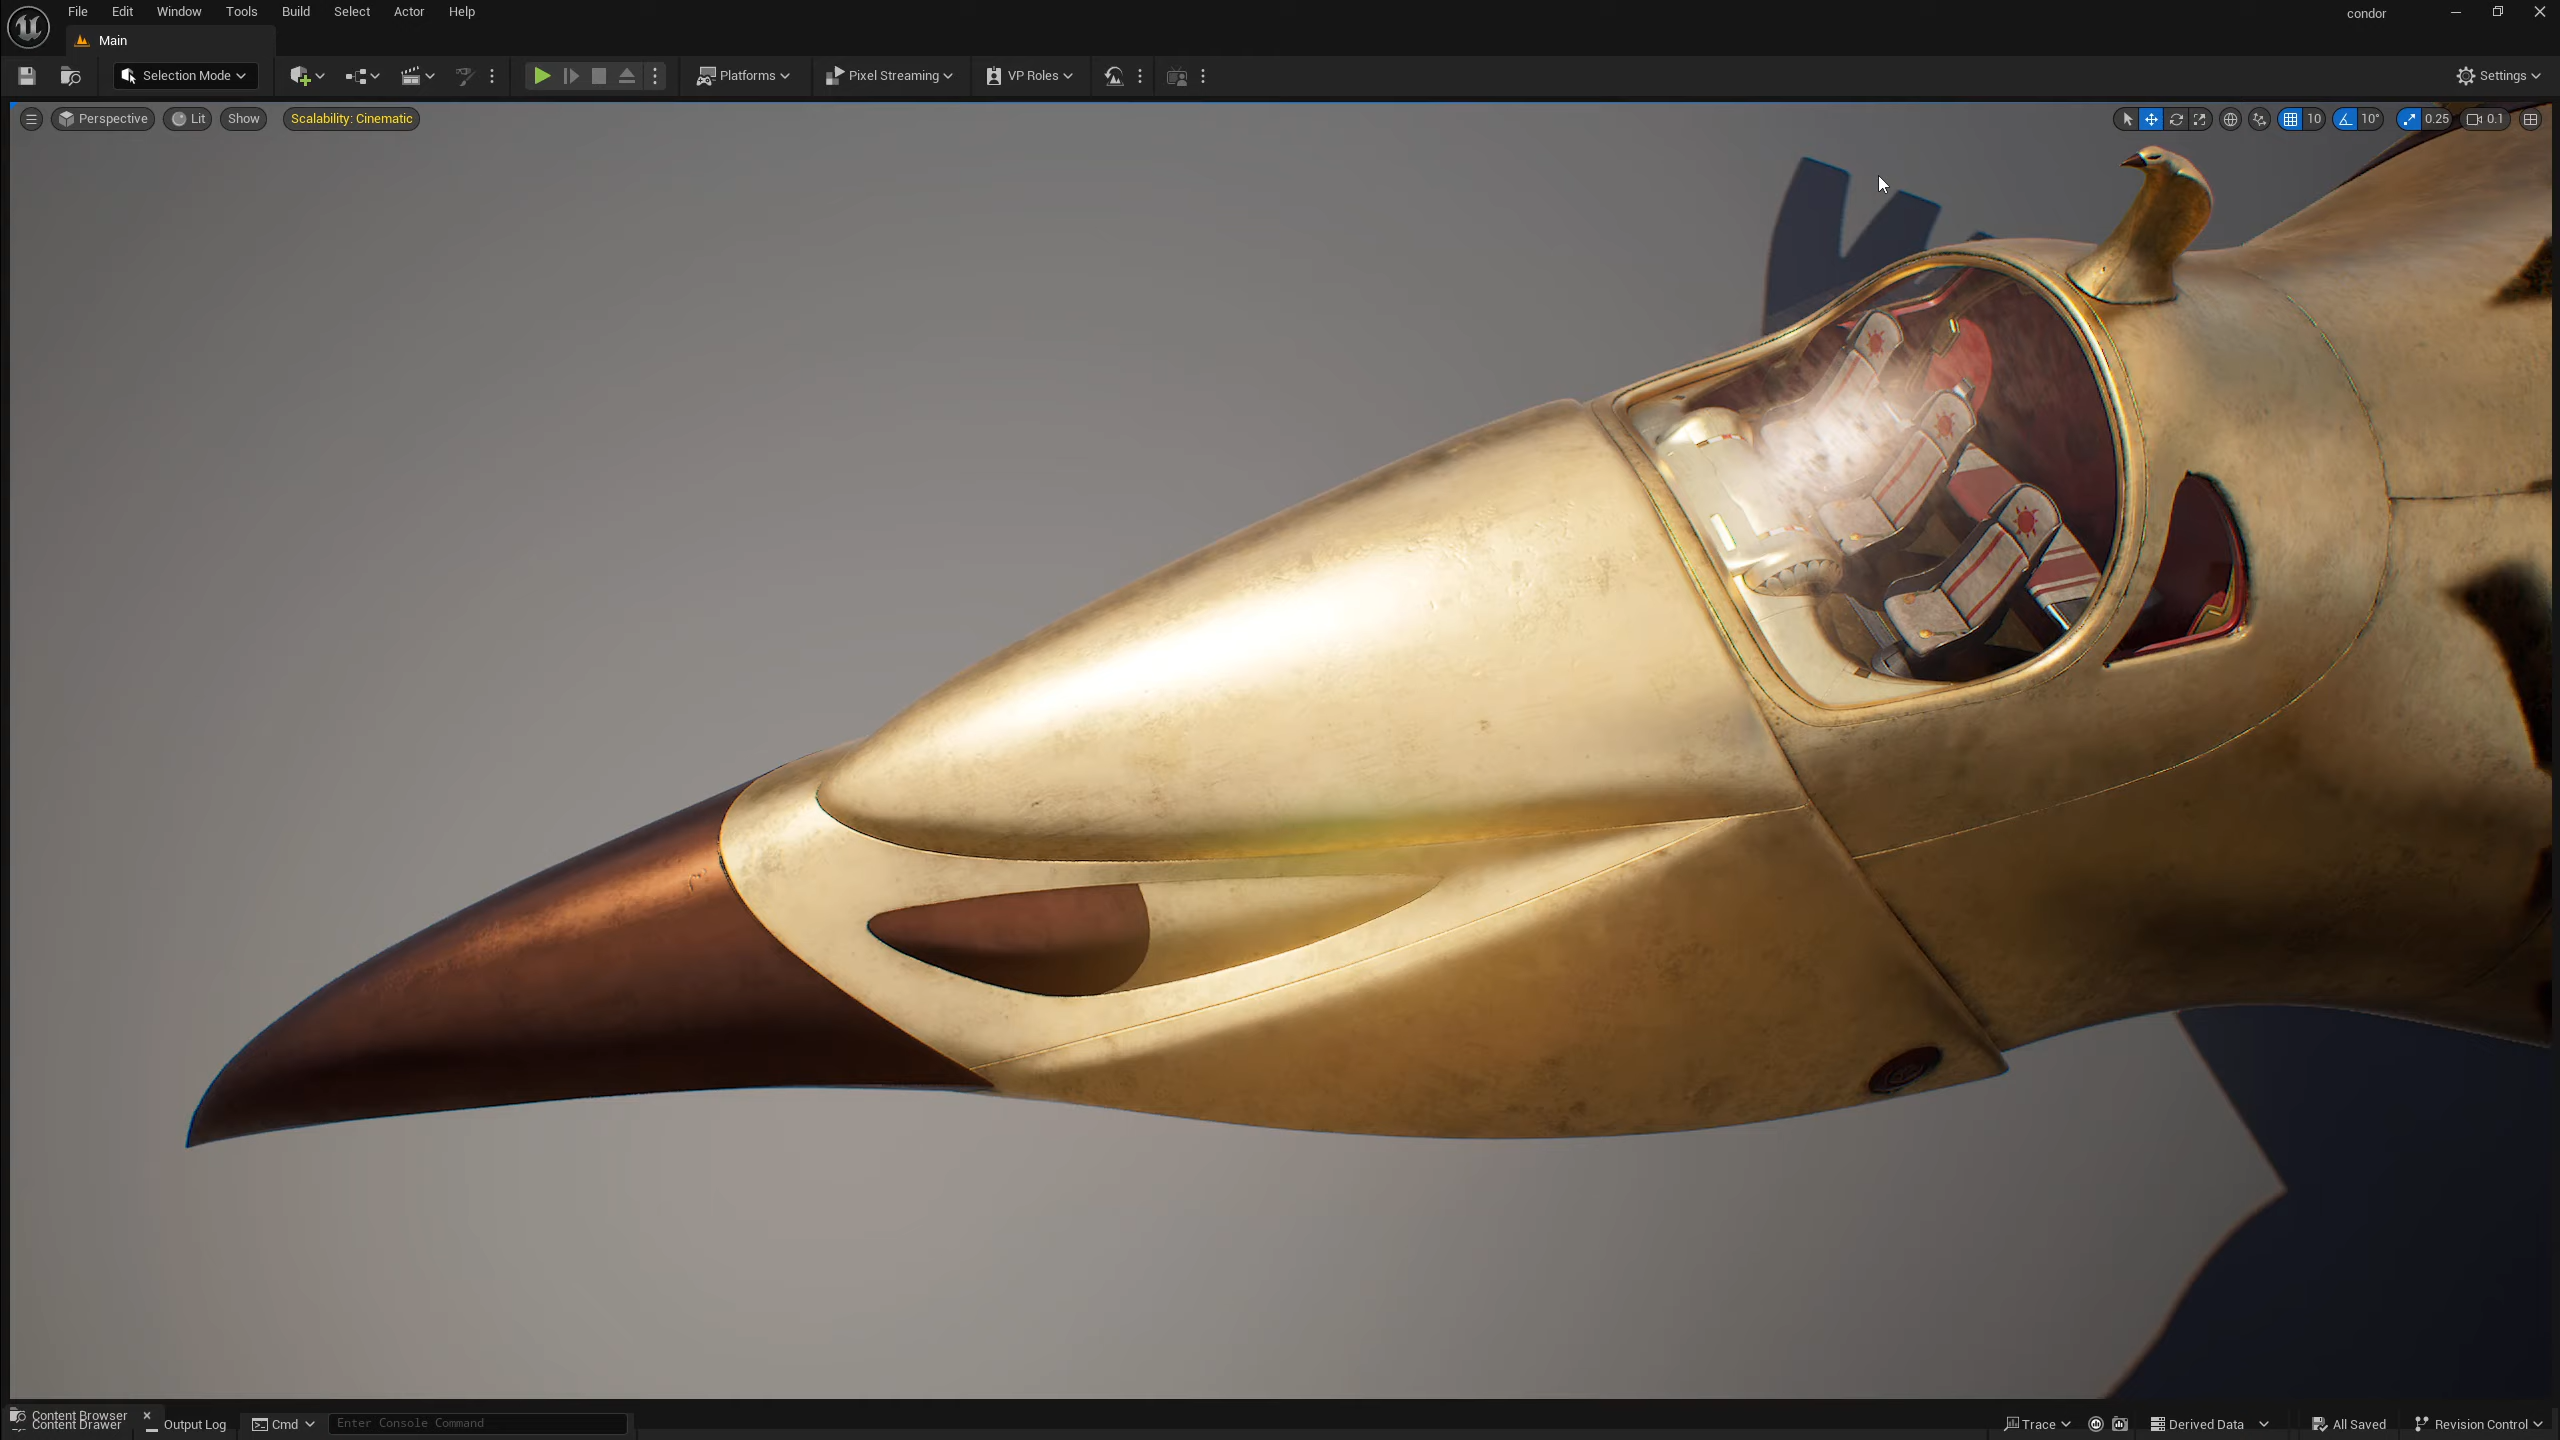 File Edit Window Tools Build Select Actor Help
condor
Main
Selection Mode
Platforms
Pixel Streaming
VP Roles
Settings
Perspective
Lit
Show
Scalability: Cinematic
10
10°
0.25
0.1
Content Browser
Content Drawer
Output Log
Cmd
Enter Console Command
Trace
Derived Data
All Saved
Revision Control